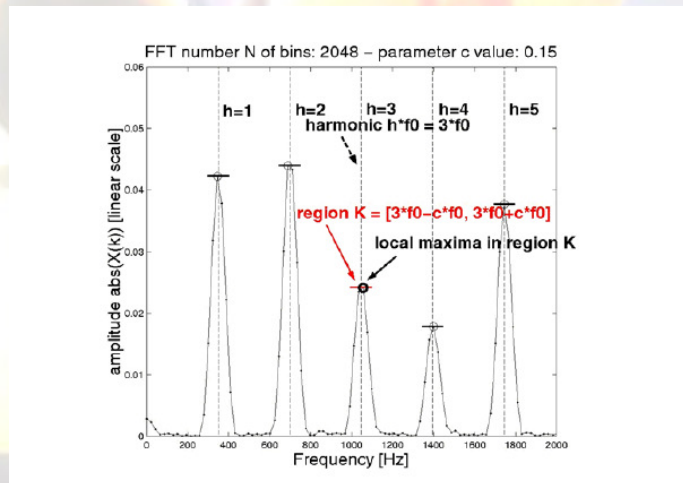 FFT number N of bins: 2048 – parameter c value: 0.15
amplitude abs(X(k)) [linear scale]
0.06
0.05
0.04
0.03
0.02
0.01
0
h=1
h=2
h=3
h=4
h=5
harmonic h*f0 = 3*f0
region K = [3*f0–c*f0, 3*f0+c*f0]
local maxima in region K
0 200 400 600 800 1000 1200 1400 1600 1800 2000
Frequency [Hz]